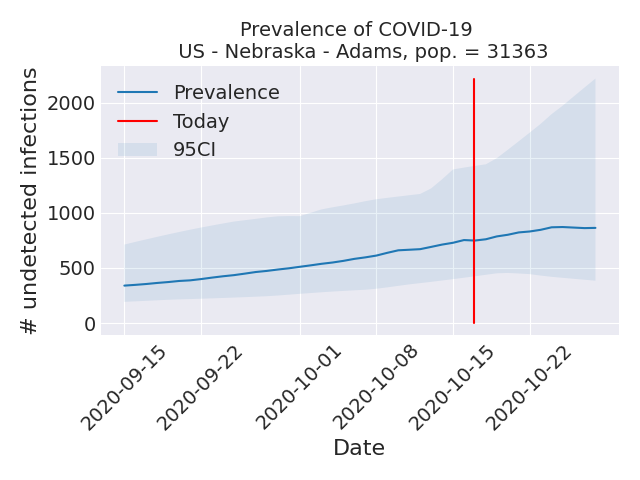 Prevalence of COVID-19
US - Nebraska - Adams, pop. = 31363
# undetected infections
2000
1500
1000
500
0
Prevalence
Today
95CI
2020-09-15
2020-09-22
2020-10-01
2020-10-08
2020-10-15
2020-10-22
Date